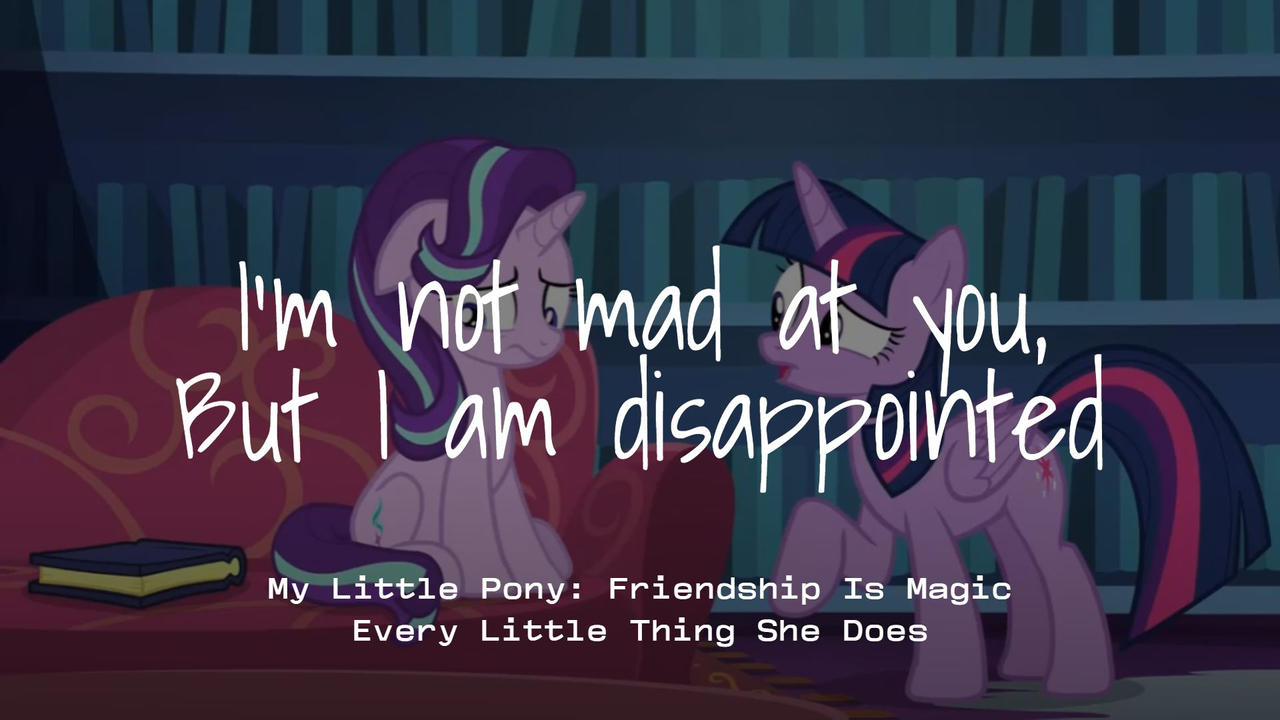 I'm not mad at you,
But I am disappointed
My Little Pony: Friendship Is Magic
Every Little Thing She Does